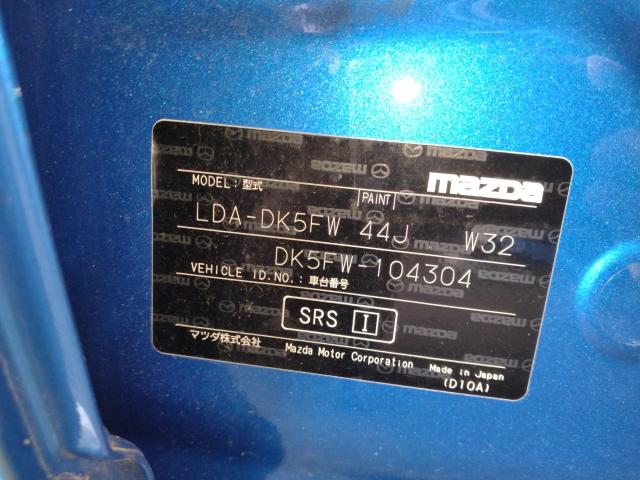 mazda
MODEL:型式 PAINT
LDA-DK5FW 44J W32
DK5FW-104304
VEHICLE ID.NO.:車台番号
SRS I
マツダ株式会社 Mazda Motor Corporation Made in Japan
(D10A)